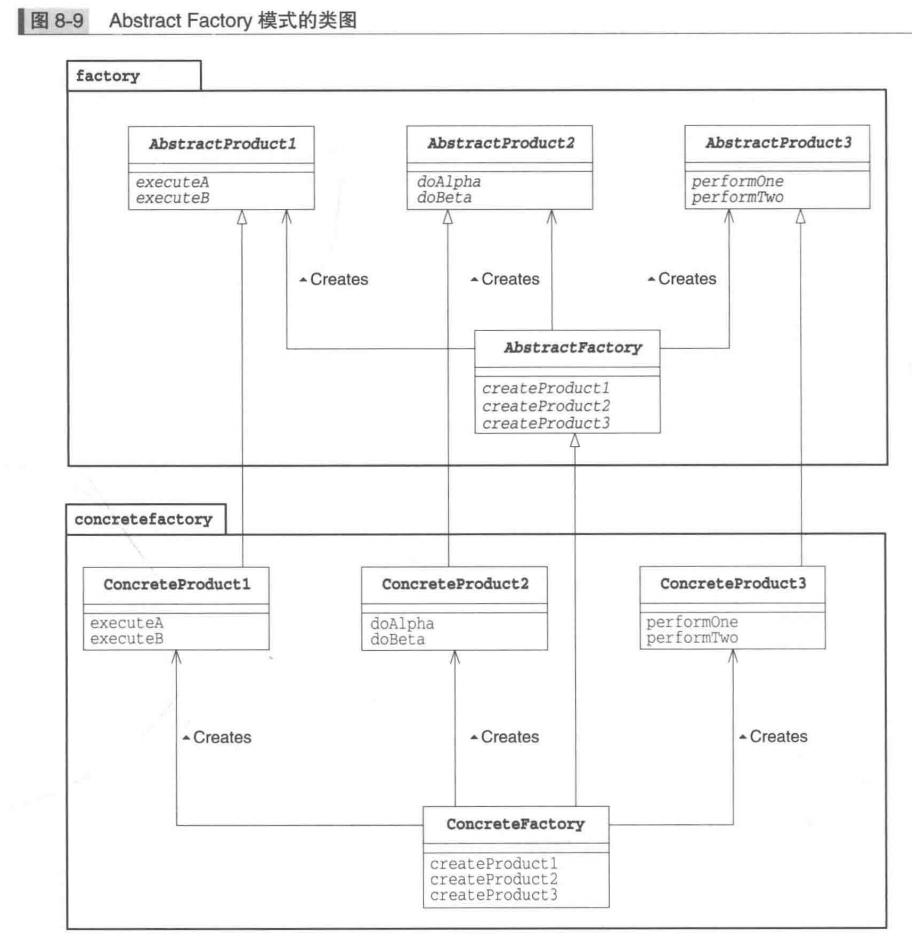 图 8-9 Abstract Factory 模式的类图
factory
AbstractProduct1
executeA
executeB
AbstractProduct2
doAlpha
doBeta
AbstractProduct3
performOne
performTwo
Creates
Creates
Creates
AbstractFactory
createProduct1
createProduct2
createProduct3
concretefactory
ConcreteProduct1
executeA
executeB
ConcreteProduct2
doAlpha
doBeta
ConcreteProduct3
performOne
performTwo
Creates
Creates
Creates
ConcreteFactory
createProduct1
createProduct2
createProduct3